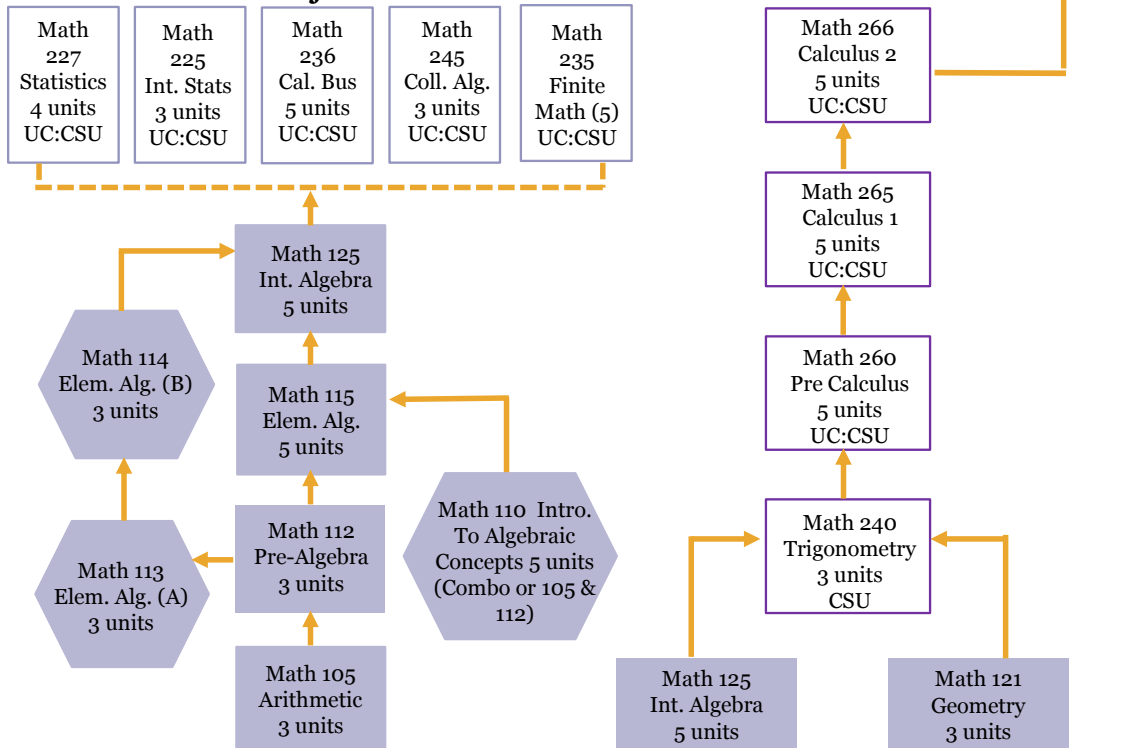 Math
227
Statistics
4 units
UC:CSU
Math
225
Int. Stats
3 units
UC:CSU
Math
236
Cal. Bus
5 units
UC:CSU
Math
245
Coll. Alg.
3 units
UC:CSU
Math
235
Finite
Math (5)
UC:CSU
Math 125
Int. Algebra
5 units
Math 114
Elem. Alg. (B)
3 units
Math 115
Elem. Alg.
5 units
Math 110 Intro.
To Algebraic
Concepts 5 units
(Combo or 105 &
112)
Math 112
Pre-Algebra
3 units
Math 113
Elem. Alg. (A)
3 units
Math 105
Arithmetic
3 units
Math 266
Calculus 2
5 units
UC:CSU
Math 265
Calculus 1
5 units
UC:CSU
Math 260
Pre Calculus
5 units
UC:CSU
Math 240
Trigonometry
3 units
CSU
Math 125
Int. Algebra
5 units
Math 121
Geometry
3 units